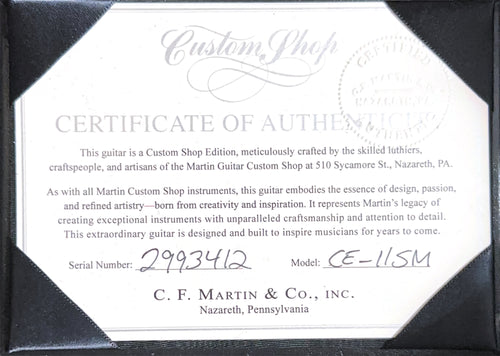 Custom Shop
CERTIFICATE OF AUTHENTICITY
This guitar is a Custom Shop Edition, meticulously crafted by the skilled luthiers,
craftspeople, and artisans of the Martin Guitar Custom Shop at 510 Sycamore St., Nazareth, PA.
As with all Martin Custom Shop instruments, this guitar embodies the essence of design, passion,
and refined artistry—born from creativity and inspiration. It represents Martin's legacy of
creating exceptional instruments with unparalleled craftsmanship and attention to detail.
This extraordinary guitar is designed and built to inspire musicians for years to come.
Serial Number: 2993412 Model: CE-11SM
C. F. MARTIN & CO., INC.
Nazareth, Pennsylvania